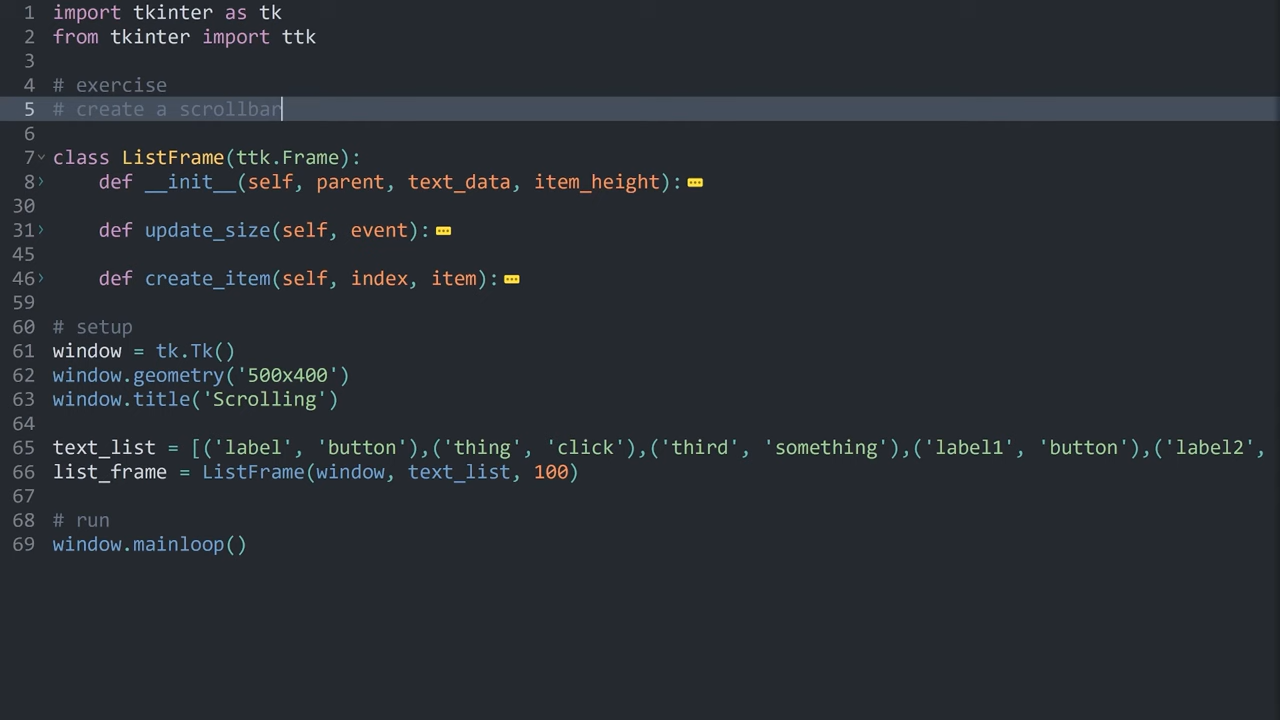 1 import tkinter as tk
2 from tkinter import ttk
3
4 # exercise
5 # create a scrollbar
6
7 class ListFrame(ttk.Frame):
8     def __init__(self, parent, text_data, item_height):
30
31     def update_size(self, event):
45
46     def create_item(self, index, item):
59
60 # setup
61 window = tk.Tk()
62 window.geometry('500x400')
63 window.title('Scrolling')
64
65 text_list = [('label', 'button'),('thing', 'click'),('third', 'something'),('label1', 'button'),('label2',
66 list_frame = ListFrame(window, text_list, 100)
67
68 # run
69 window.mainloop()